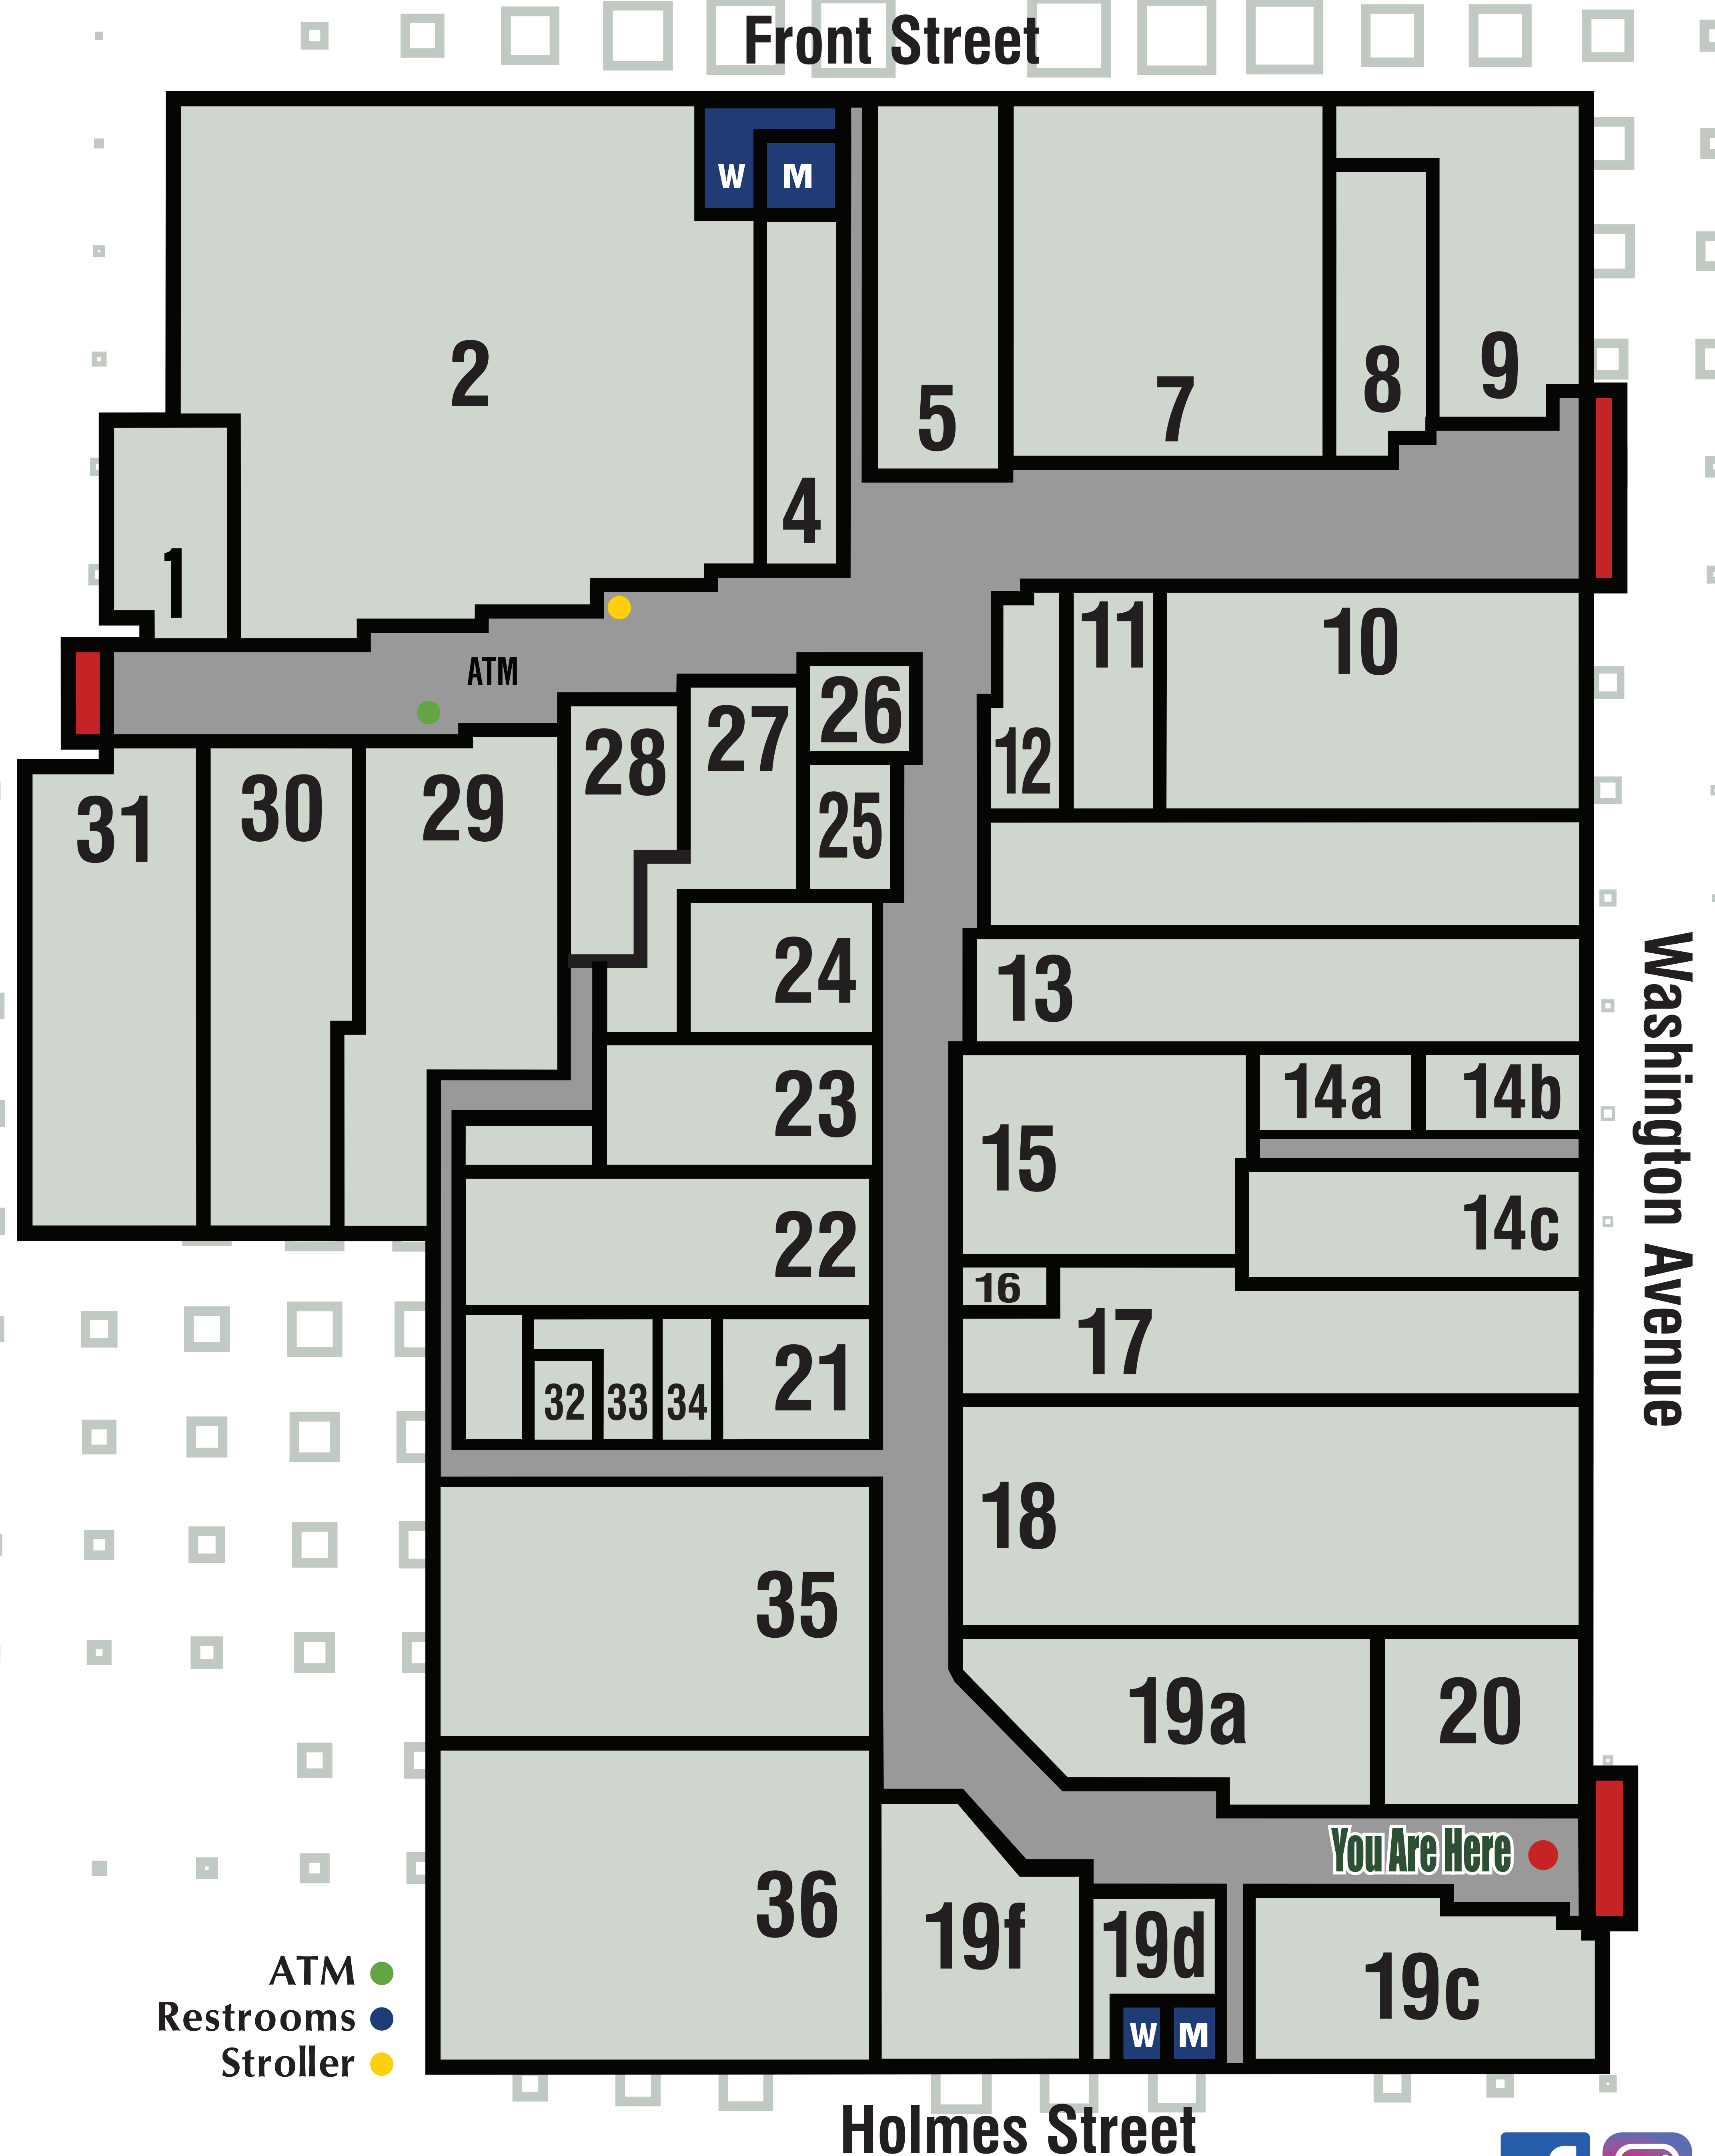 Front Street
W M
2
5
7
8
9
4
1
ATM
11
10
12
26
27
28
25
31
30
29
24
13
23
14a
14b
15
22
14c
16
17
21
32
33
34
18
35
19a
20
You Are Here
36
19f
19d
19c
W M
ATM
Restrooms
Stroller
Washington Avenue
Holmes Street